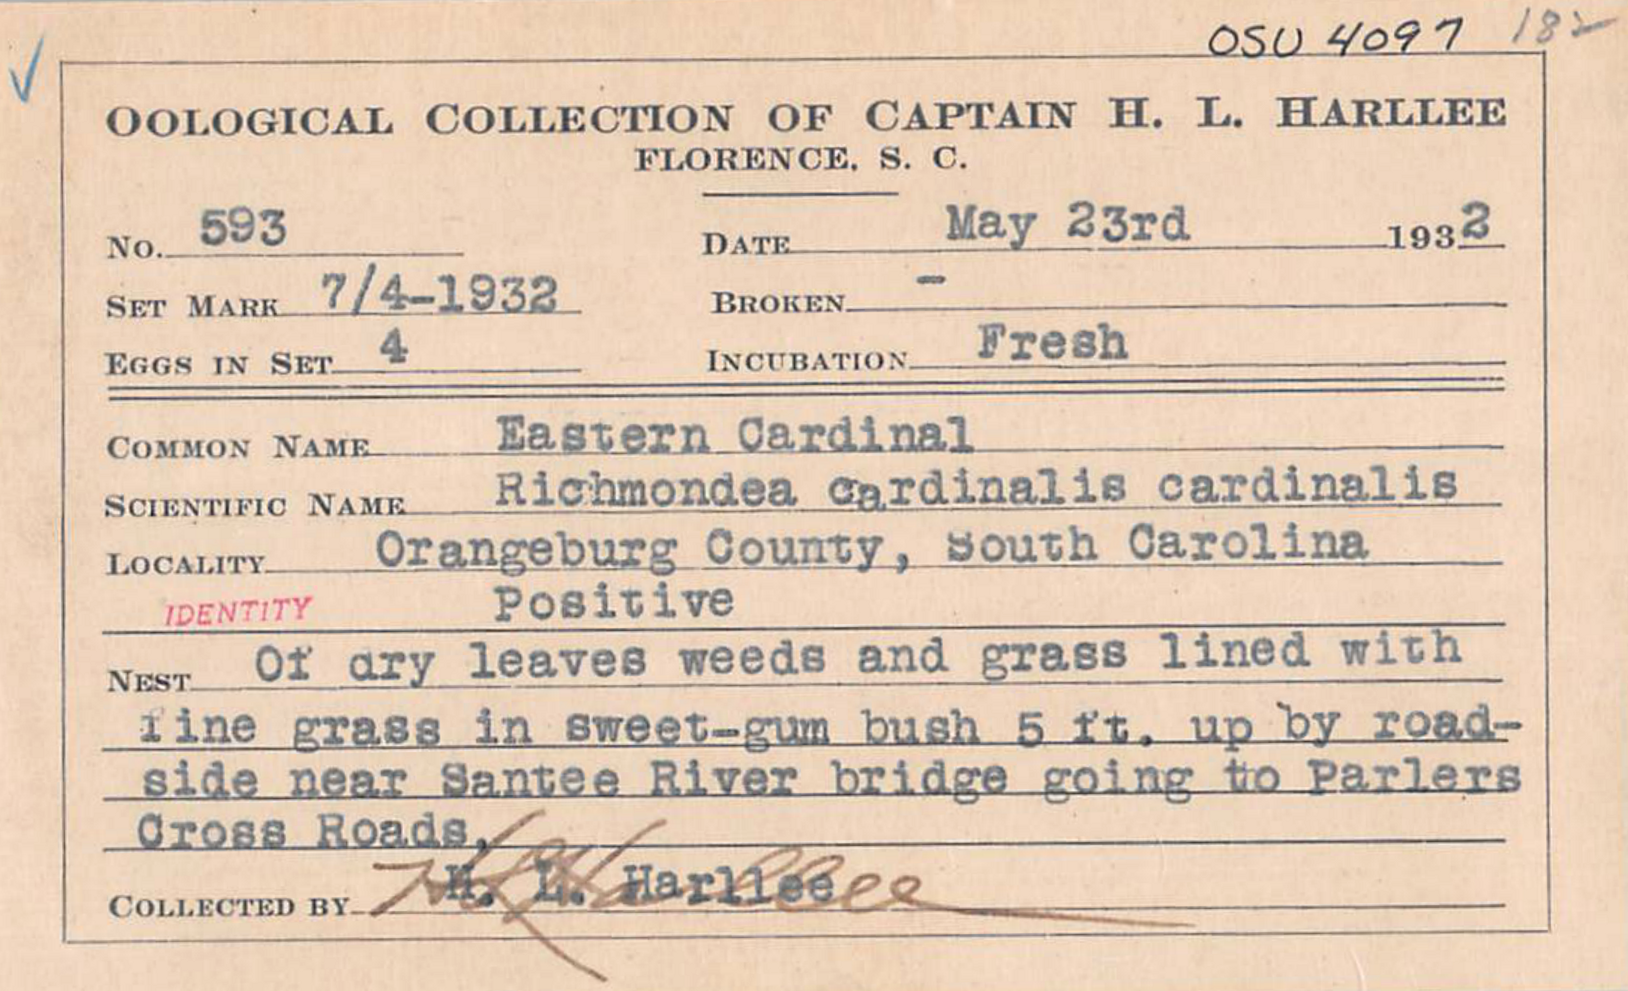 OSU 4097 182
OOLOGICAL COLLECTION OF CAPTAIN H. L. HARLLEE
FLORENCE, S. C.
No. 593 DATE May 23rd 1932
SET MARK 7/4-1932 BROKEN -
EGGS IN SET 4 INCUBATION Fresh
COMMON NAME Eastern Cardinal
SCIENTIFIC NAME Richmondea cardinalis cardinalis
LOCALITY Orangeburg County, South Carolina
IDENTITY Positive
NEST Of dry leaves weeds and grass lined with
fine grass in sweet-gum bush 5 ft. up by road-
side near Santee River bridge going to Parlers
Cross Roads.
COLLECTED BY H. L. Harllee
HL Harllee